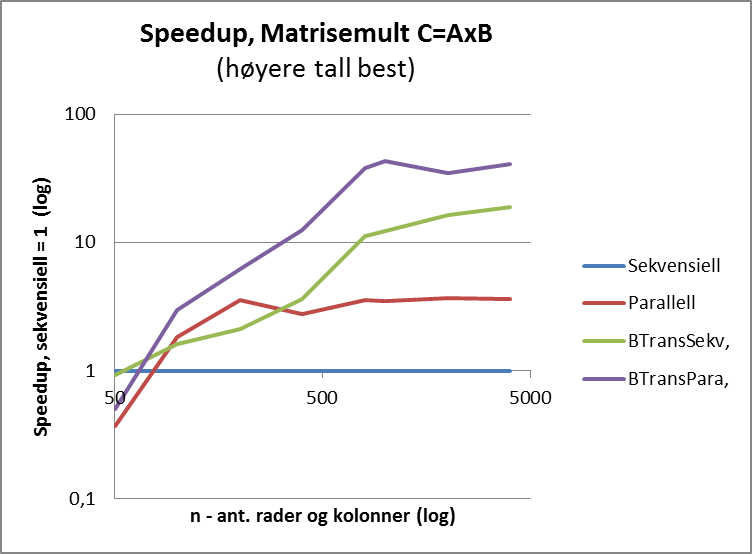 Speedup, Matrisemult C=AxB
(høyere tall best)
100
10
1
0,1
50
500
5000
Speedup, sekvensiell = 1 (log)
n - ant. rader og kolonner (log)
Sekvensiell
Parallell
BTransSekv,
BTransPara,